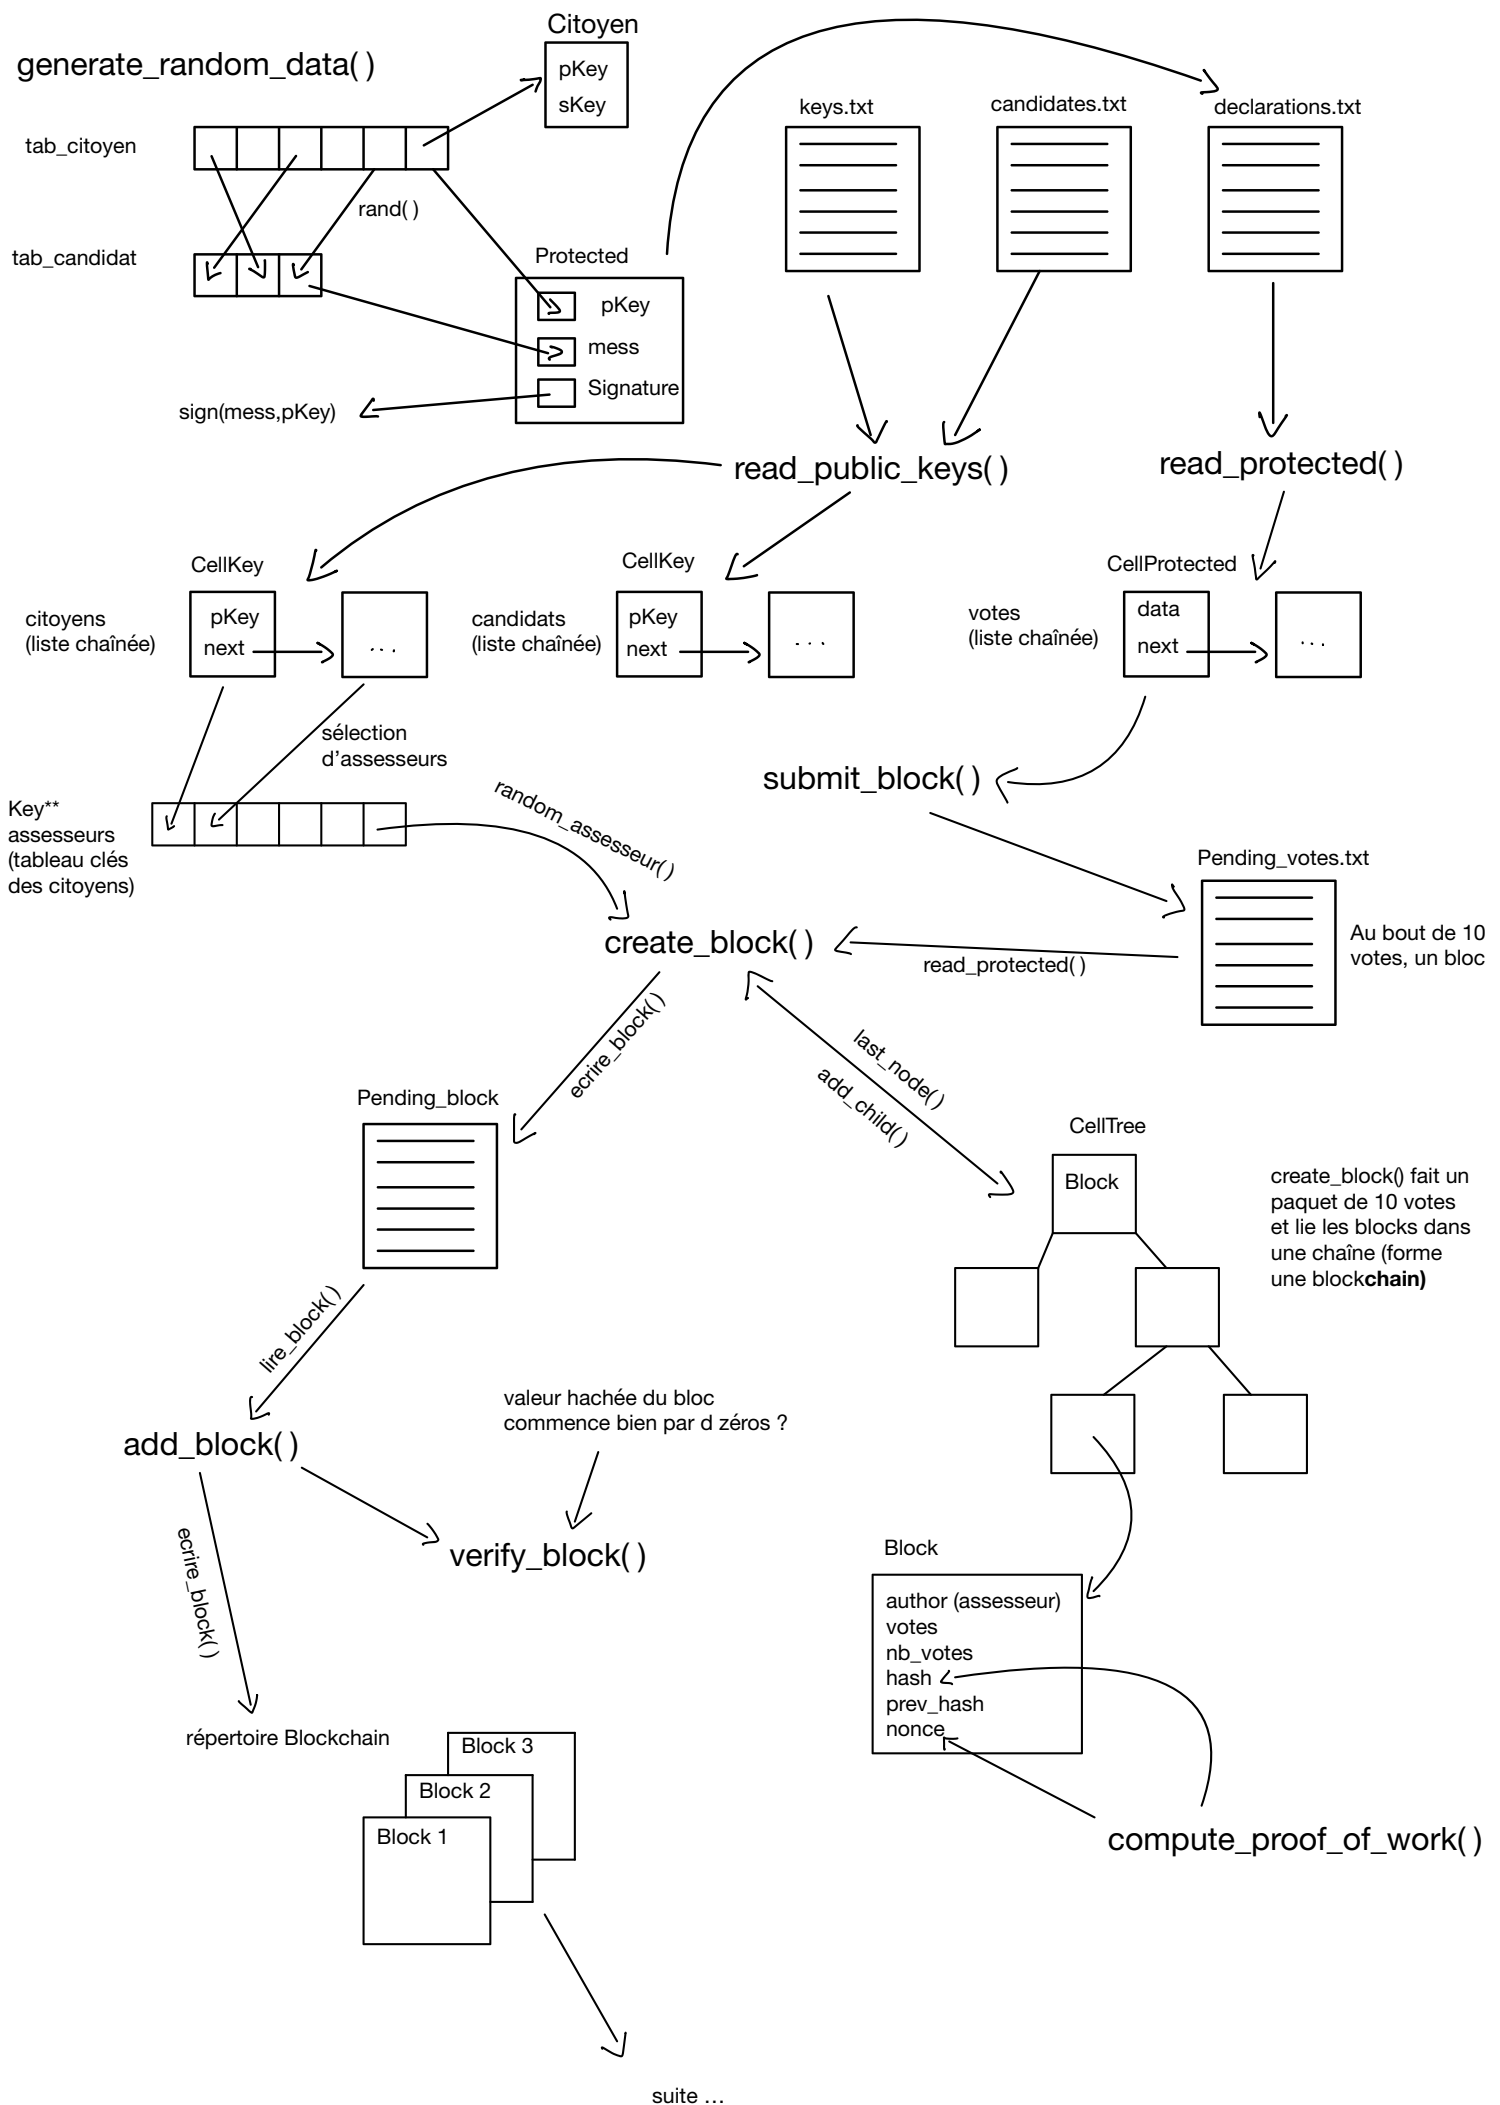 Citoyen
generate_random_data( )
pKey
sKey
keys.txt
candidates.txt
declarations.txt
tab_citoyen
rand( )
tab_candidat
Protected
pKey
mess
Signature
sign(mess,pKey)
read_public_keys( )
read_protected( )
CellKey
citoyens
(liste chaînée)
pKey
next
. . .
CellKey
candidats
(liste chaînée)
pKey
next
. . .
CellProtected
votes
(liste chaînée)
data
next
. . .
sélection
d'assesseurs
submit_block( )
Key**
assesseurs
(tableau clés
des citoyens)
random_assesseur( )
Pending_votes.txt
create_block( )
read_protected( )
Au bout de 10
votes, un bloc
ecrire_block( )
last_node( )
add_child( )
Pending_block
CellTree
Block
create_block() fait un
paquet de 10 votes
et lie les blocks dans
une chaîne (forme
une blockchain)
lire_block( )
valeur hachée du bloc
commence bien par d zéros ?
add_block( )
ecrire_block( )
verify_block( )
Block
author (assesseur)
votes
nb_votes
hash
prev_hash
nonce
répertoire Blockchain
Block 3
Block 2
Block 1
compute_proof_of_work( )
suite …